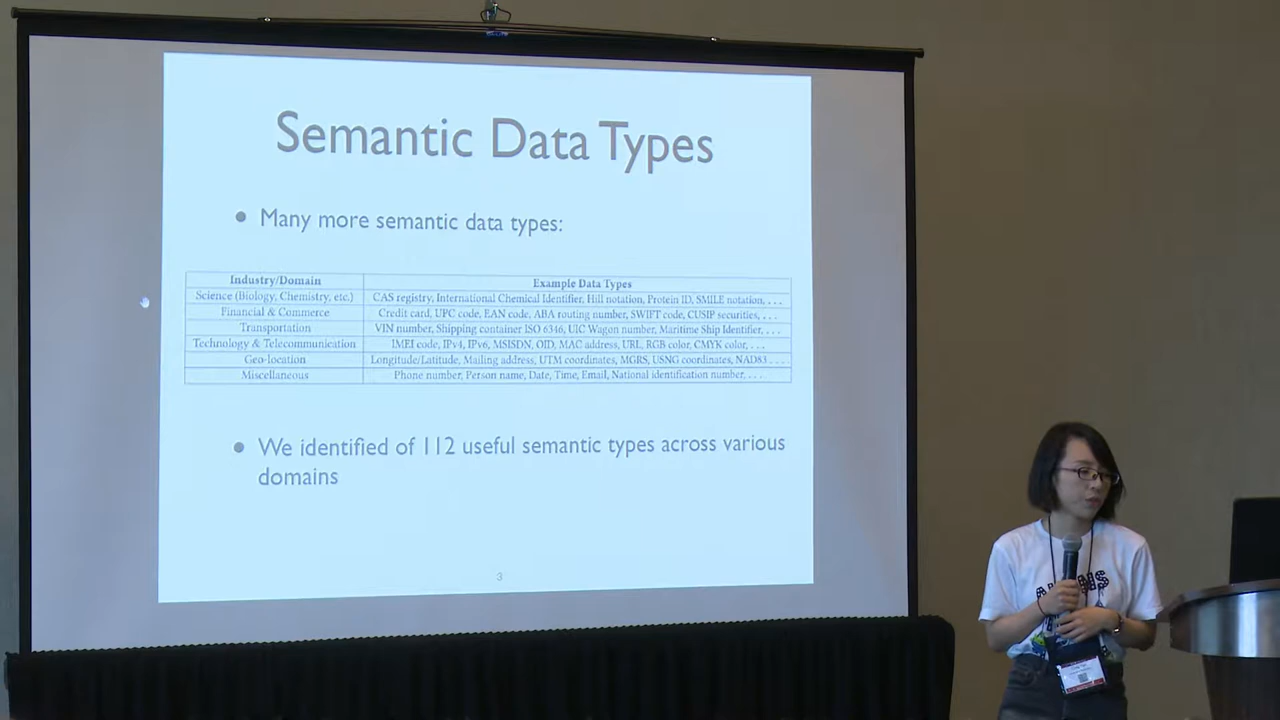 Semantic Data Types
• Many more semantic data types:
Industry/Domain Example Data Types
Science (Biology, Chemistry, etc.) CAS registry, International Chemical Identifier, Hill notation, Protein ID, SMILE notation, . . .
Financial & Commerce Credit card, UPC code, EAN code, ABA routing number, SWIFT code, CUSIP securities, . . .
Transportation VIN number, Shipping container ISO 6346, UIC Wagon number, Maritime Ship Identifier, . . .
Technology & Telecommunication IMEI code, IPv4, IPv6, MSISDN, OID, MAC address, URL, RGB color, CMYK color, . . .
Geo-location Longitude/Latitude, Mailing address, UTM coordinates, MGRS, USNG coordinates, NAD83 . . .
Miscellaneous Phone number, Person name, Date, Time, Email, National identification number, . . .
• We identified of 112 useful semantic types across various
domains
3